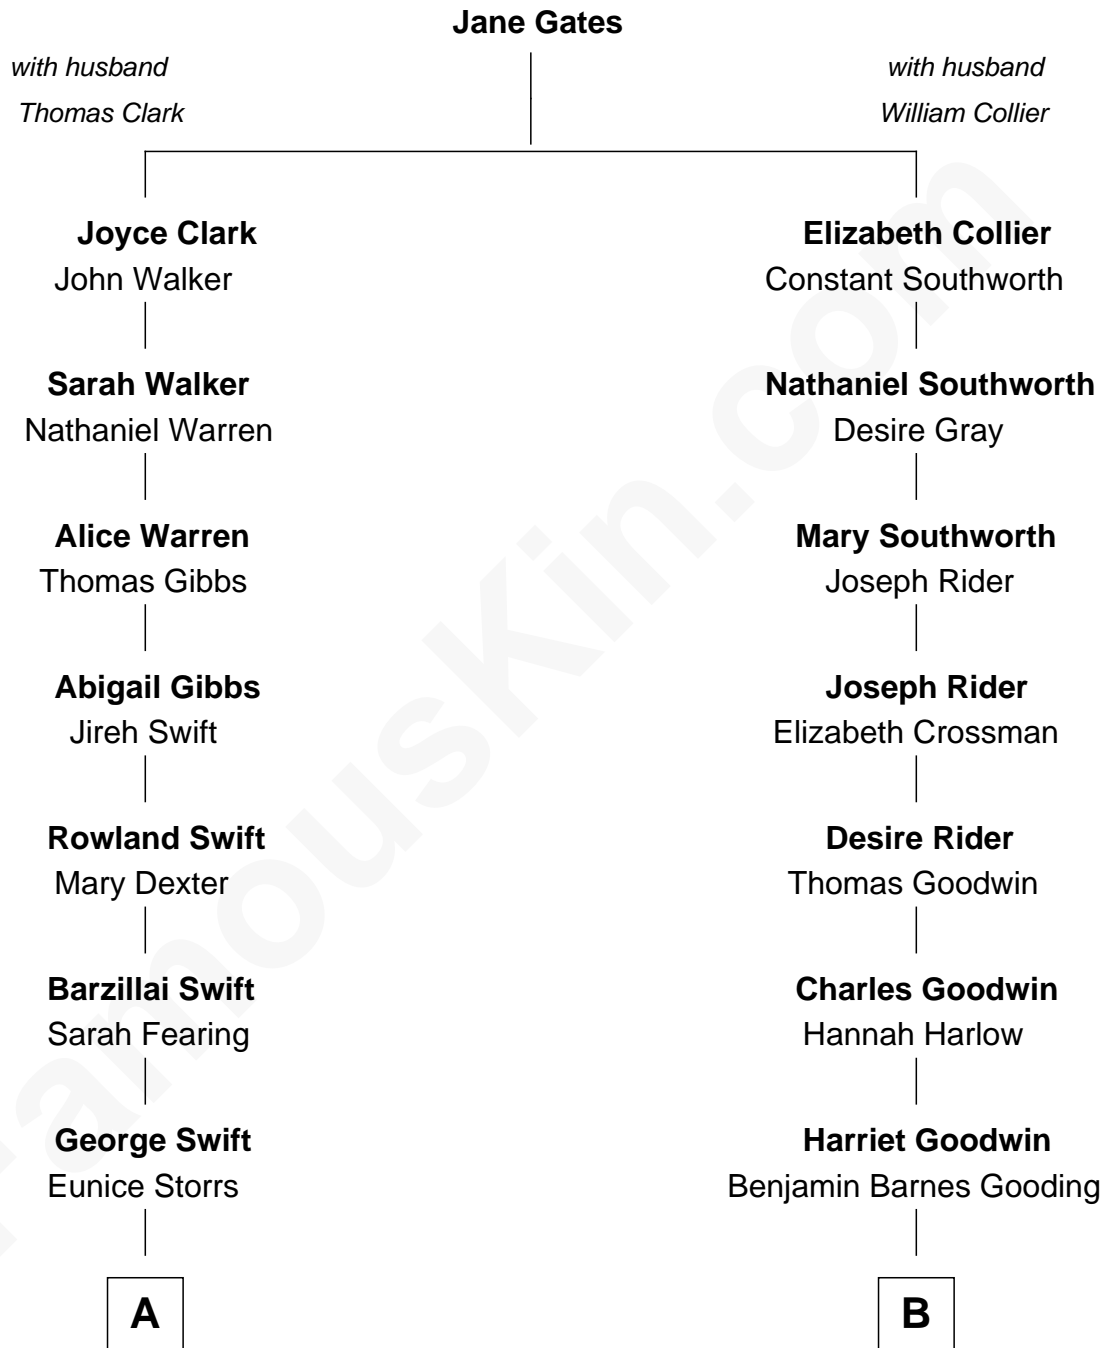 Jane Gates
with husband
Thomas Clark
with husband
William Collier
Joyce Clark
John Walker
Sarah Walker
Nathaniel Warren
Alice Warren
Thomas Gibbs
Abigail Gibbs
Jireh Swift
Rowland Swift
Mary Dexter
Barzillai Swift
Sarah Fearing
George Swift
Eunice Storrs
A
Elizabeth Collier
Constant Southworth
Nathaniel Southworth
Desire Gray
Mary Southworth
Joseph Rider
Joseph Rider
Elizabeth Crossman
Desire Rider
Thomas Goodwin
Charles Goodwin
Hannah Harlow
Harriet Goodwin
Benjamin Barnes Gooding
B
FamousKin.com